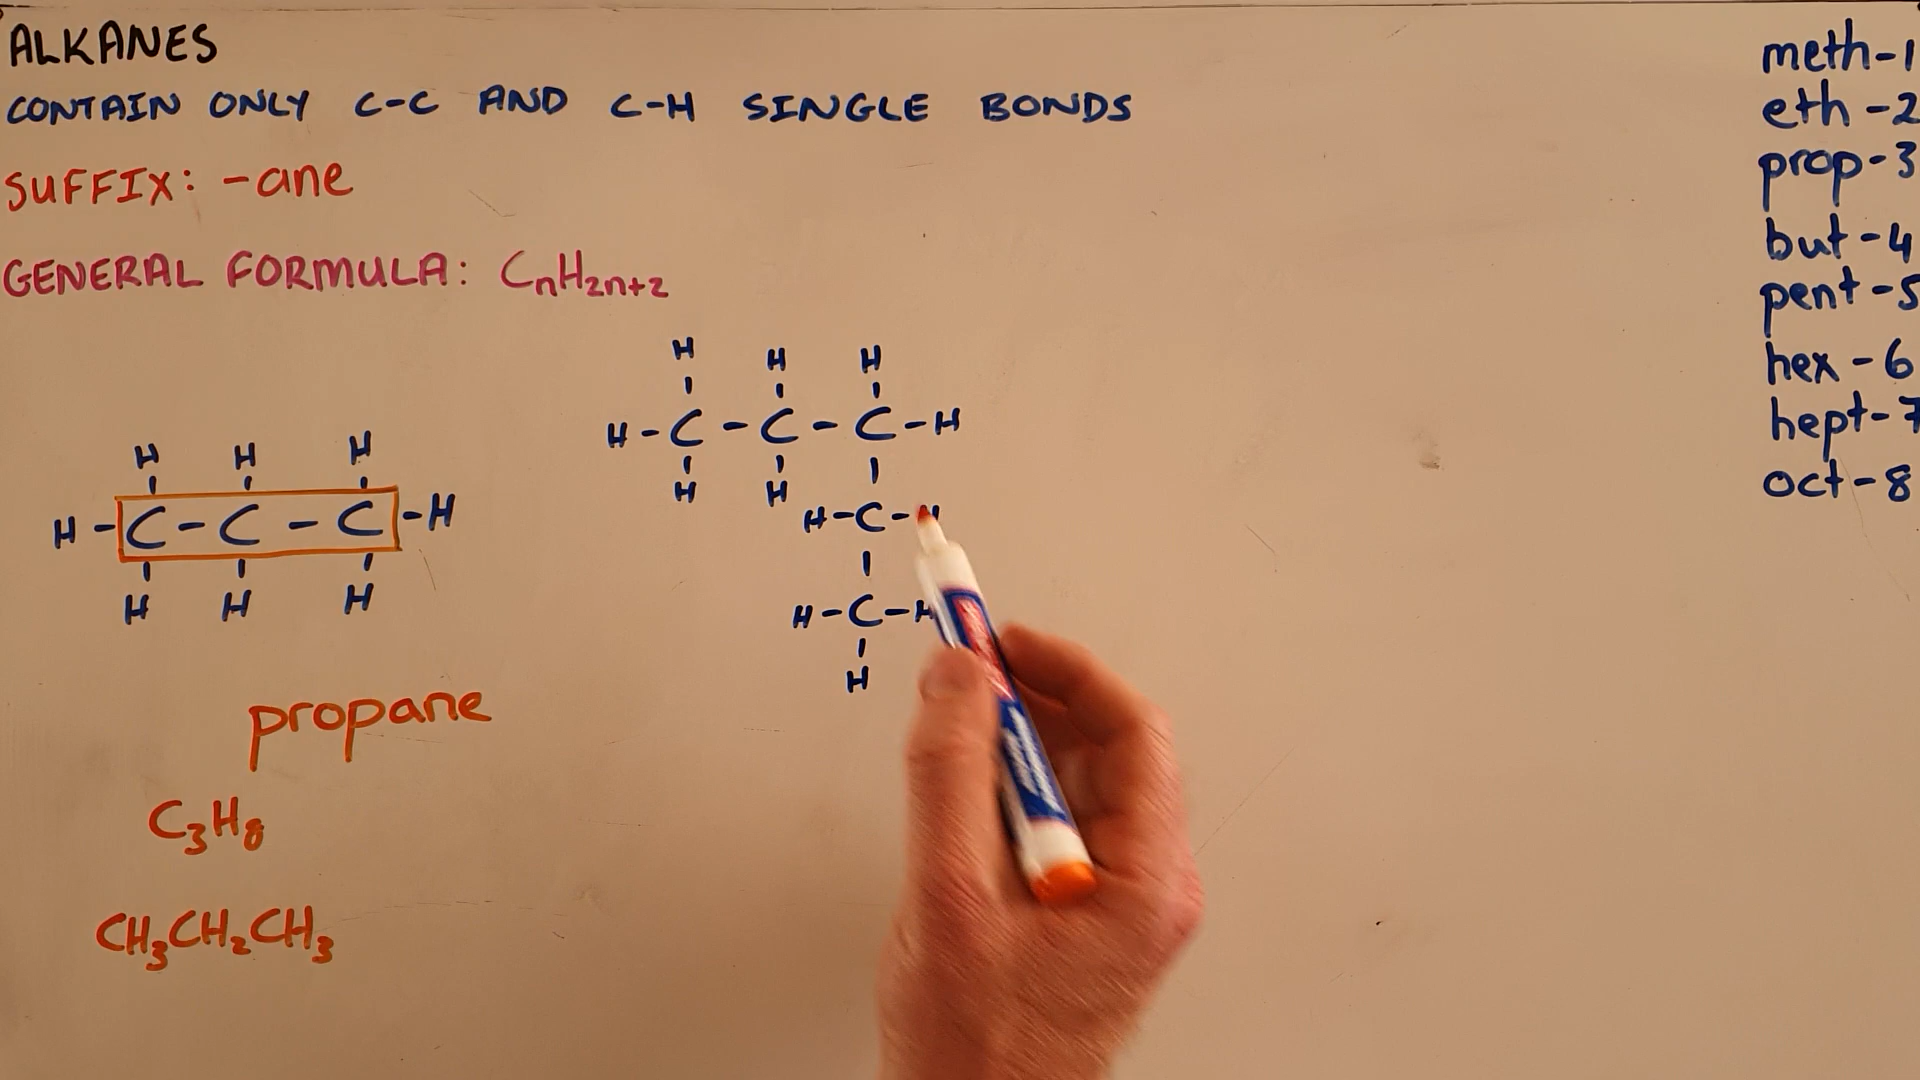 ALKANES
CONTAIN ONLY C-C AND C-H SINGLE BONDS
SUFFIX: -ane
GENERAL FORMULA: CnH2n+2
H H H
H-C-C-C-H
H H H
propane
C3H8
CH3CH2CH3
H H H
H-C-C-C-H
H H
H-C-H
H-C-H
H
meth-1
eth-2
prop-3
but-4
pent-5
hex-6
hept-7
oct-8